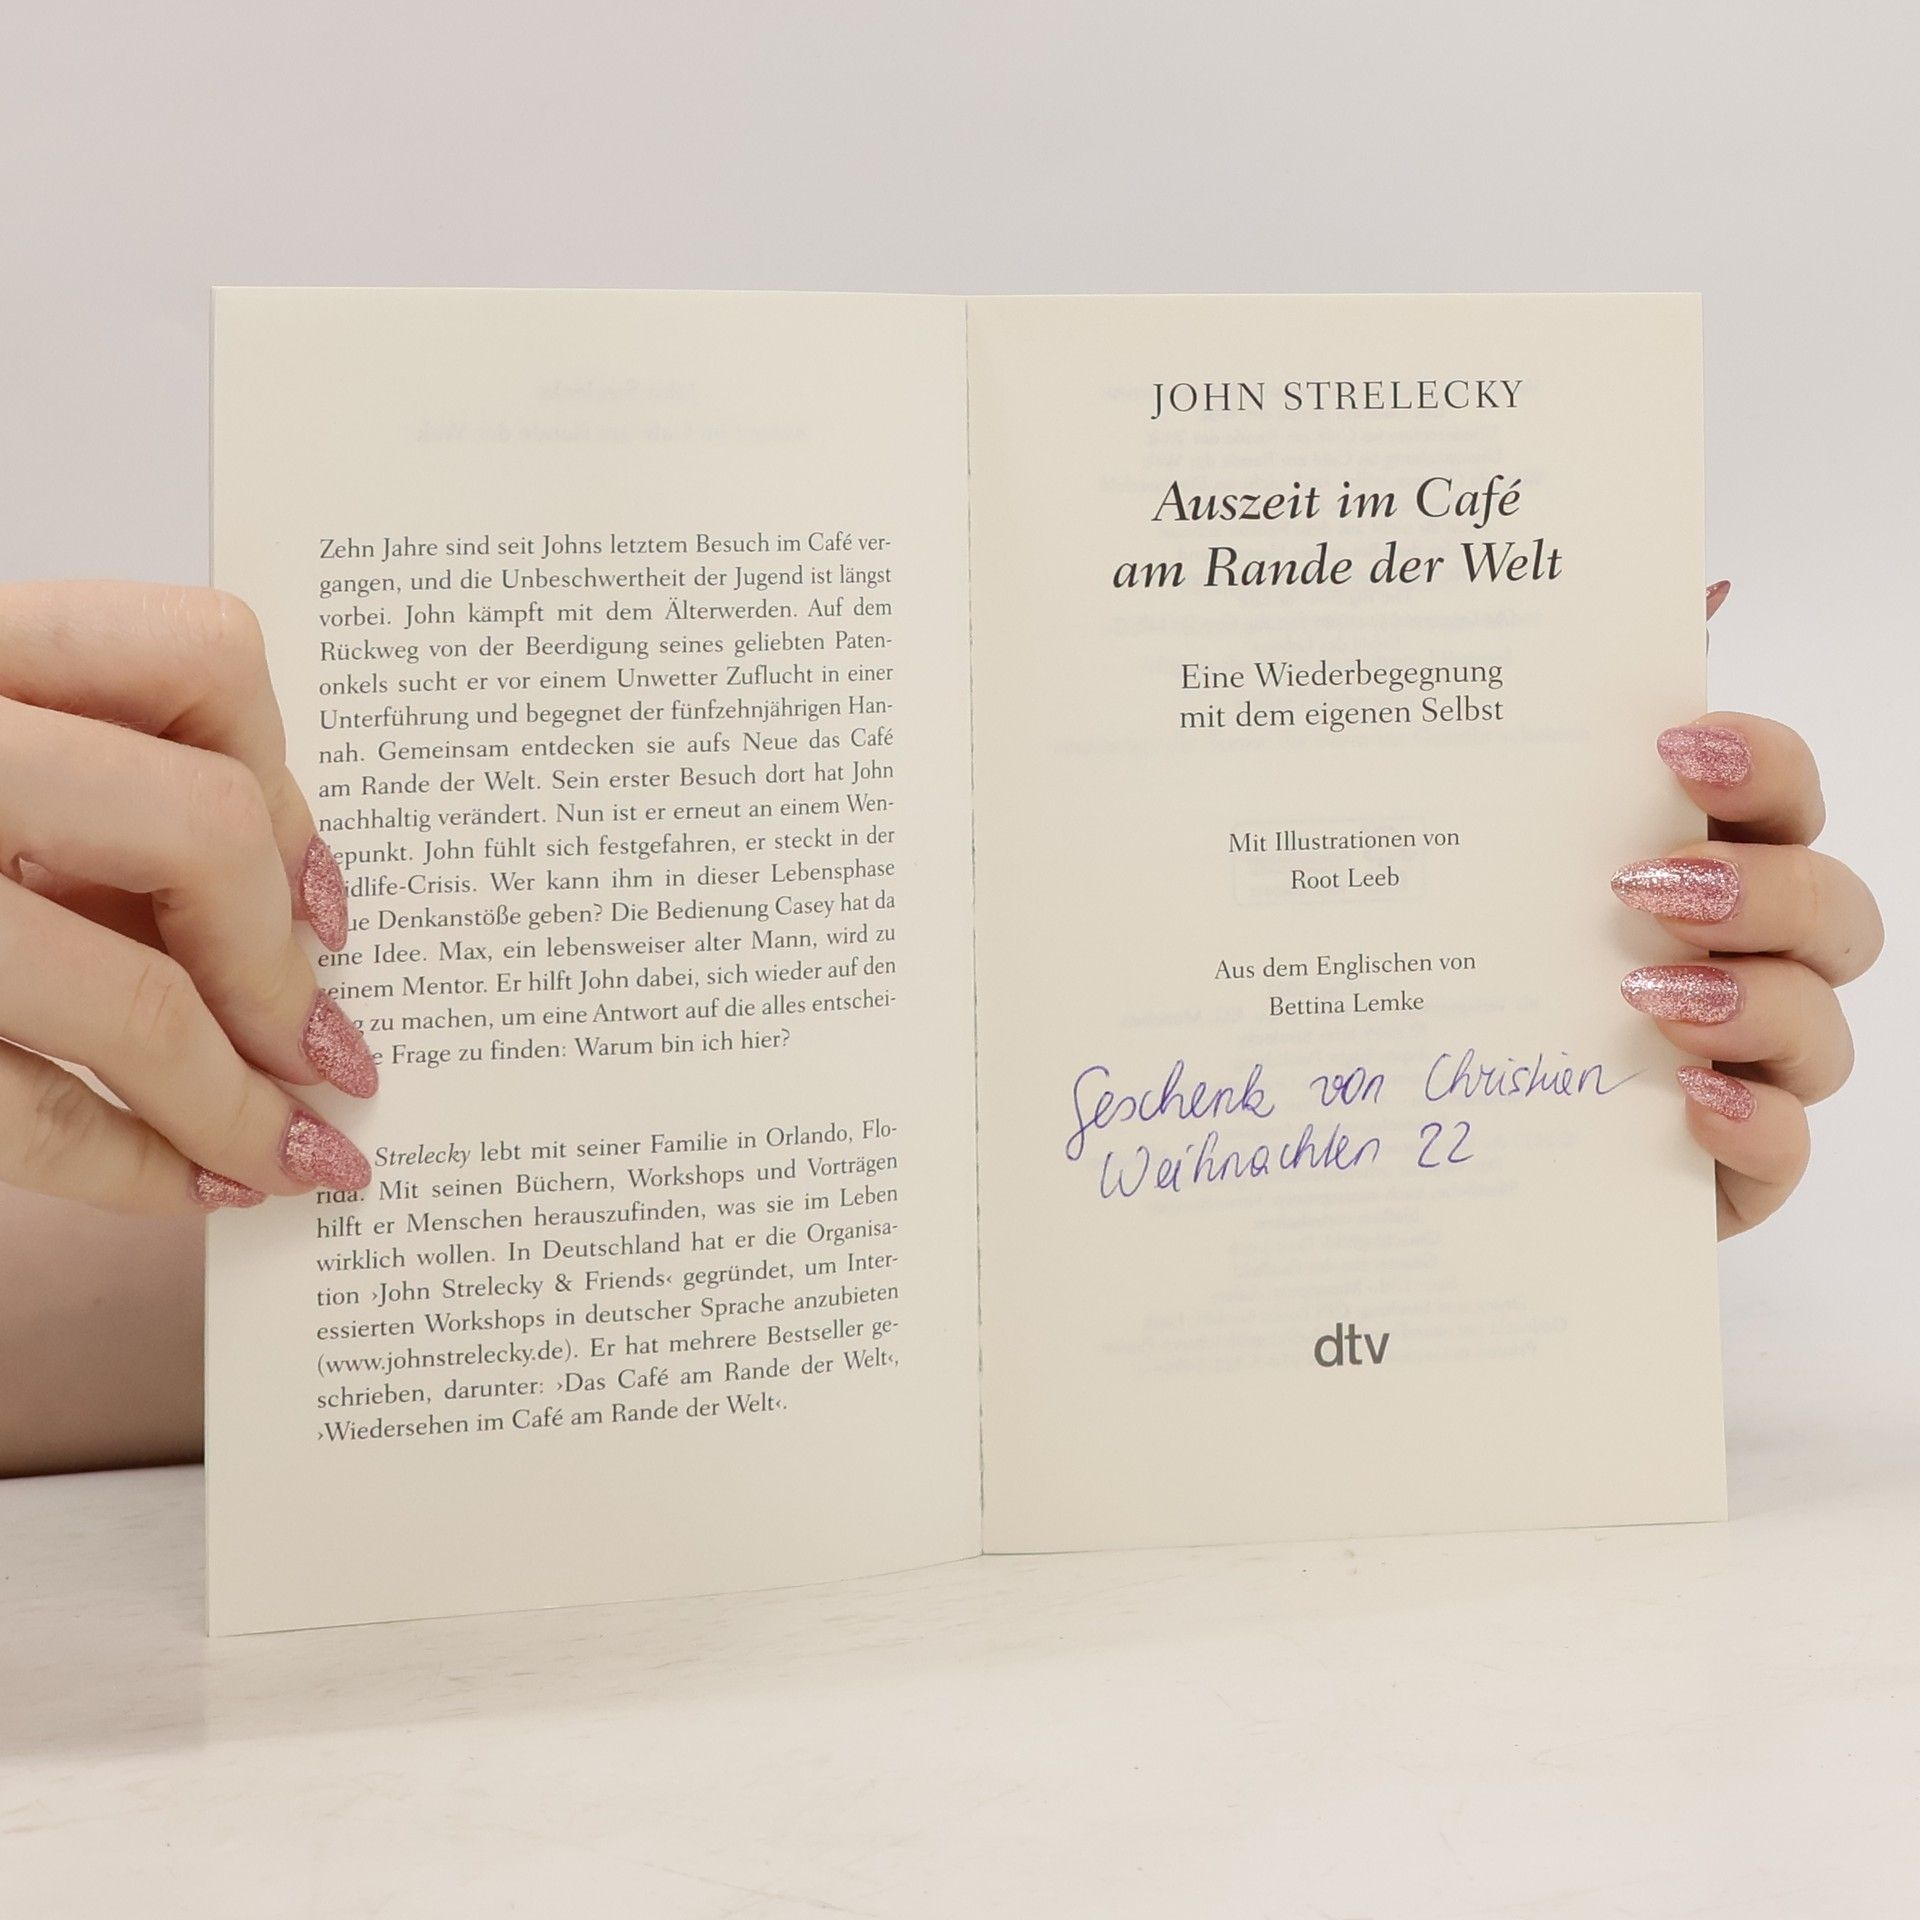 Zehn Jahre sind seit Johns letztem Besuch im Café ver-
gangen, und die Unbeschwertheit der Jugend ist längst
vorbei. John kämpft mit dem Älterwerden. Auf dem
Rückweg von der Beerdigung seines geliebten Paten-
onkels sucht er vor einem Unwetter Zuflucht in einer
Unterführung und begegnet der fünfzehnjährigen Han-
nah. Gemeinsam entdecken sie aufs Neue das Café
am Rande der Welt. Sein erster Besuch dort hat John
nachhaltig verändert. Nun ist er erneut an einem Wen-
epunkt. John fühlt sich festgefahren, er steckt in der
idlife-Crisis. Wer kann ihm in dieser Lebensphase
ue Denkanstöße geben? Die Bedienung Casey hat da
eine Idee. Max, ein lebensweiser alter Mann, wird zu
seinem Mentor. Er hilft John dabei, sich wieder auf den
g zu machen, um eine Antwort auf die alles entschei-
e Frage zu finden: Warum bin ich hier?
Strelecky lebt mit seiner Familie in Orlando, Flo-
rida. Mit seinen Büchern, Workshops und Vorträgen
hilft er Menschen herauszufinden, was sie im Leben
wirklich wollen. In Deutschland hat er die Organisa-
tion ›John Strelecky & Friends‹ gegründet, um Inter-
essierten Workshops in deutscher Sprache anzubieten
(www.johnstrelecky.de). Er hat mehrere Bestseller ge-
schrieben, darunter: ›Das Café am Rande der Welt‹,
›Wiedersehen im Café am Rande der Welt‹.
JOHN STRELECKY
Auszeit im Café
am Rande der Welt
Eine Wiederbegegnung
mit dem eigenen Selbst
Mit Illustrationen von
Root Leeb
Aus dem Englischen von
Bettina Lemke
Geschenk von Christien
Weihnachten 22
dtv